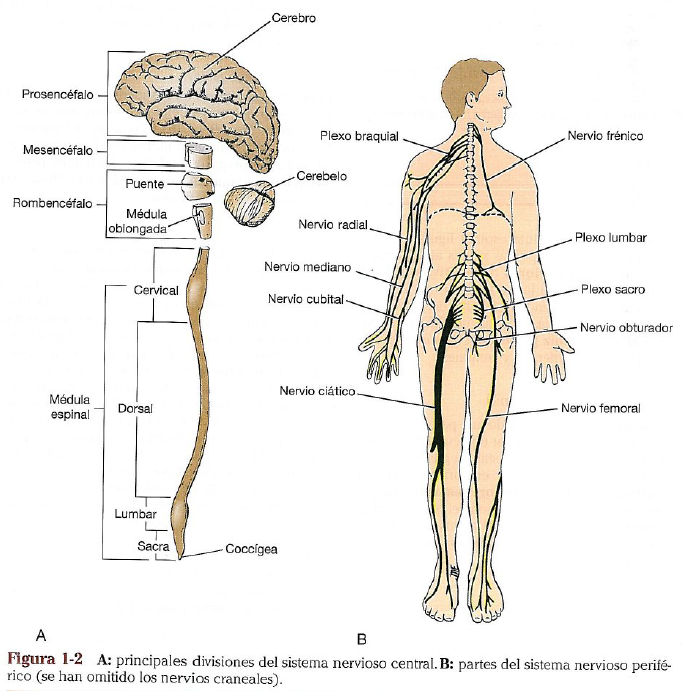 Cerebro
Prosencéfalo
Mesencéfalo
Rombencéfalo
Puente
Médula
oblongada
Cerebelo
Cervical
Médula
espinal
Dorsal
Lumbar
Sacra
Coccígea
A
Plexo braquial
Nervio frénico
Nervio radial
Nervio mediano
Nervio cubital
Plexo lumbar
Plexo sacro
Nervio obturador
Nervio ciático
Nervio femoral
B
Figura 1-2 A: principales divisiones del sistema nervioso central. B: partes del sistema nervioso perifé-
rico (se han omitido los nervios craneales).